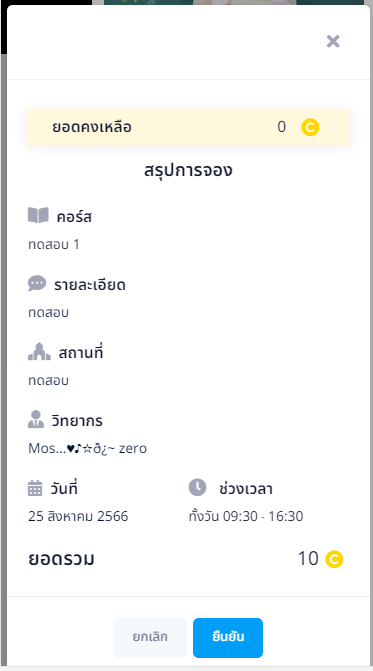 ยอดคงเหลือ 0 C
สรุปการจอง
คอร์ส
ทดสอบ 1
รายละเอียด
ทดสอบ
สถานที่
ทดสอบ
วิทยากร
Mos...♥♪☆ð¿~ zero
วันที่ ช่วงเวลา
25 สิงหาคม 2566 ทั้งวัน 09:30 - 16:30
ยอดรวม 10 C
ยกเลิก ยืนยัน